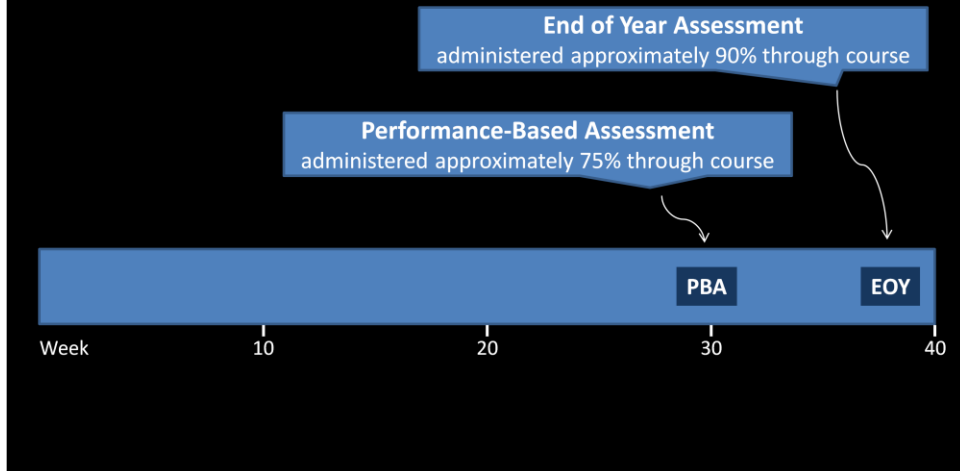 End of Year Assessment
administered approximately 90% through course
Performance-Based Assessment
administered approximately 75% through course
PBA
EOY
Week
10
20
30
40